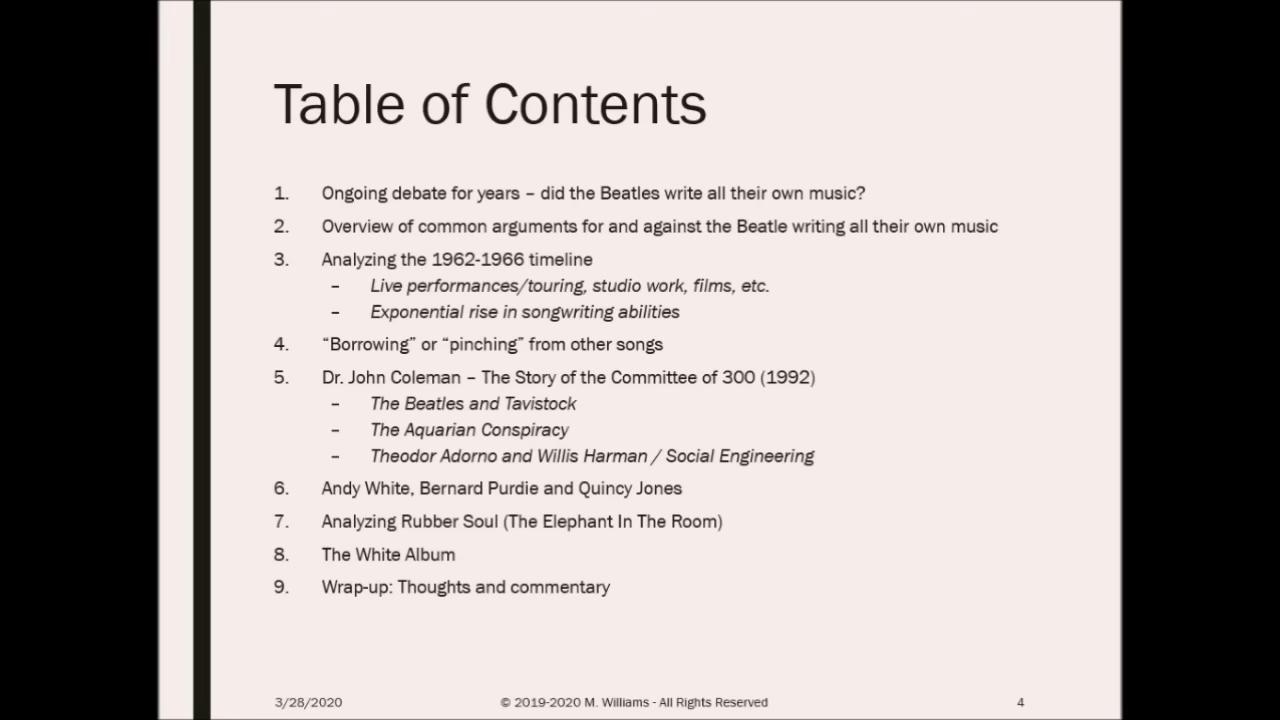 Table of Contents
1. Ongoing debate for years – did the Beatles write all their own music?
2. Overview of common arguments for and against the Beatle writing all their own music
3. Analyzing the 1962-1966 timeline
– Live performances/touring, studio work, films, etc.
– Exponential rise in songwriting abilities
4. “Borrowing” or “pinching” from other songs
5. Dr. John Coleman – The Story of the Committee of 300 (1992)
– The Beatles and Tavistock
– The Aquarian Conspiracy
– Theodor Adorno and Willis Harman / Social Engineering
6. Andy White, Bernard Purdie and Quincy Jones
7. Analyzing Rubber Soul (The Elephant In The Room)
8. The White Album
9. Wrap-up: Thoughts and commentary
3/28/2020 © 2019-2020 M. Williams - All Rights Reserved 4